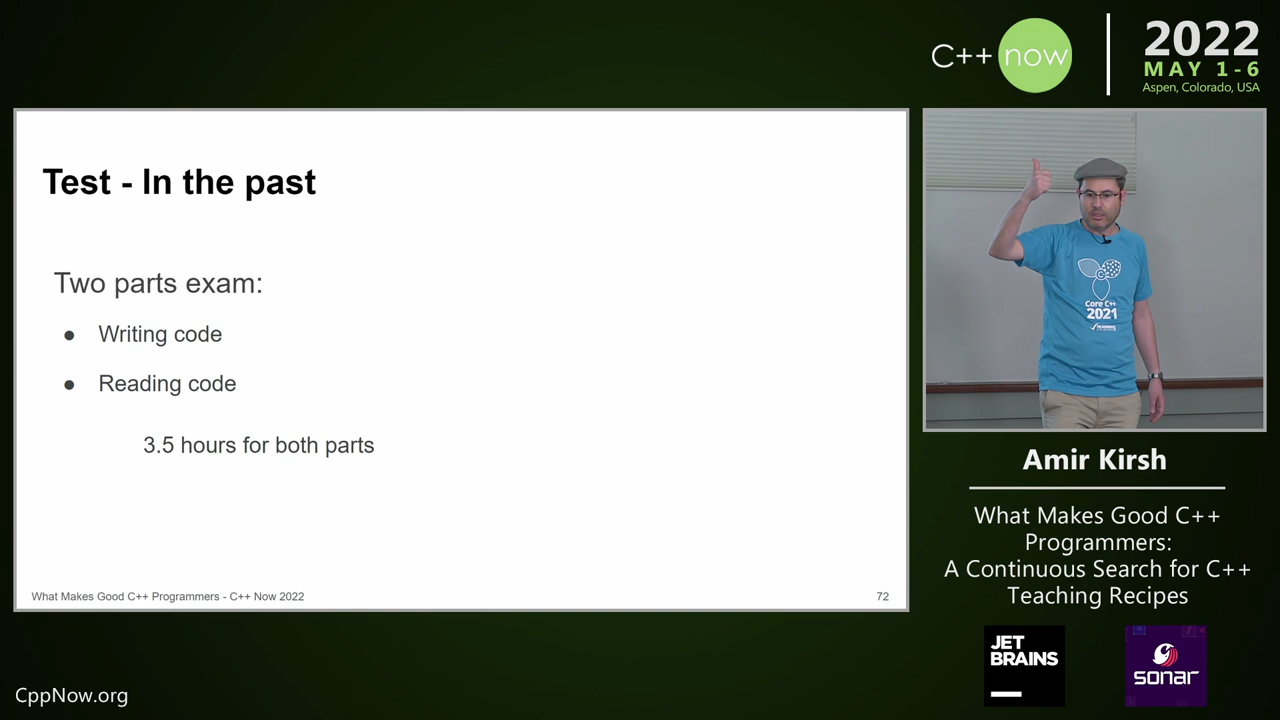 C++ now
2022
MAY 1-6
Aspen, Colorado, USA
Test - In the past
Two parts exam:
● Writing code
● Reading code
3.5 hours for both parts
What Makes Good C++ Programmers - C++ Now 2022
72
Core C++
2021
Amir Kirsh
What Makes Good C++
Programmers:
A Continuous Search for C++
Teaching Recipes
JET
BRAINS
sonar
CppNow.org